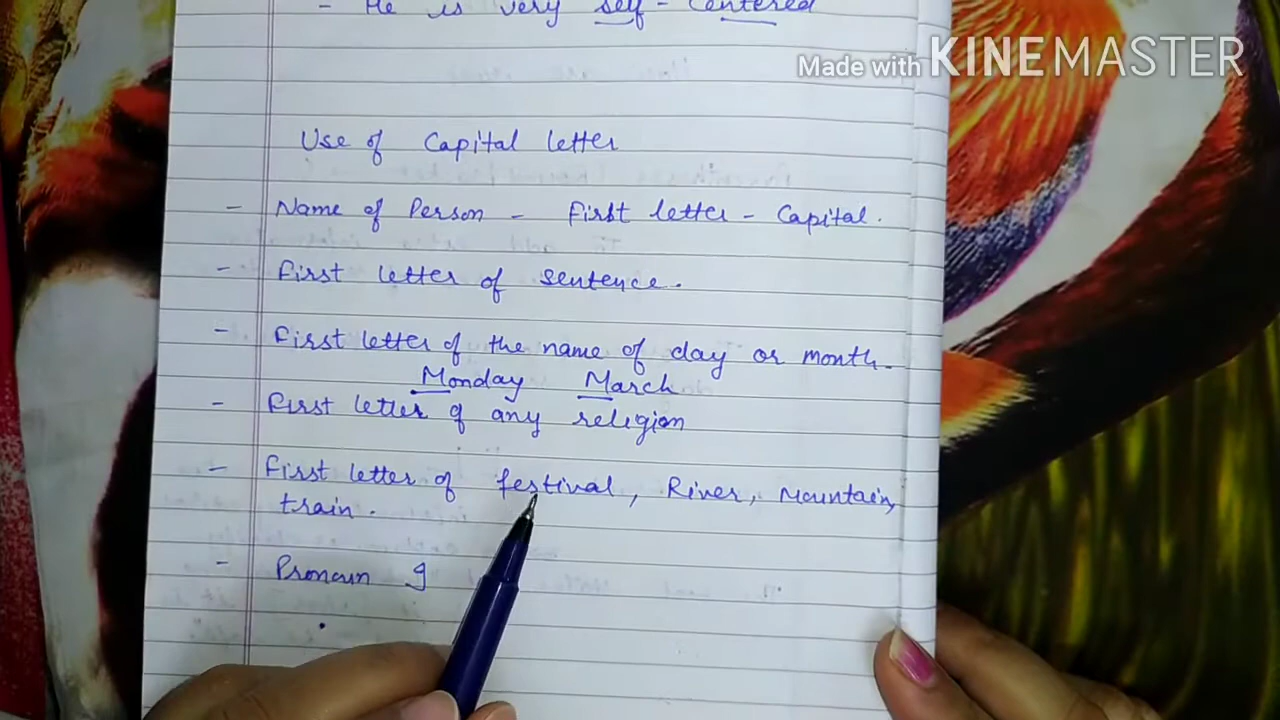 - He is very self-Centered
Made with KINEMASTER
Use of Capital letter
- Name of Person - First letter - Capital.
- First letter of sentence.
- First letter of the name of day or month.
Monday March
- First letter of any religion
- First letter of festival, River, Mountain,
train.
- Pronoun I